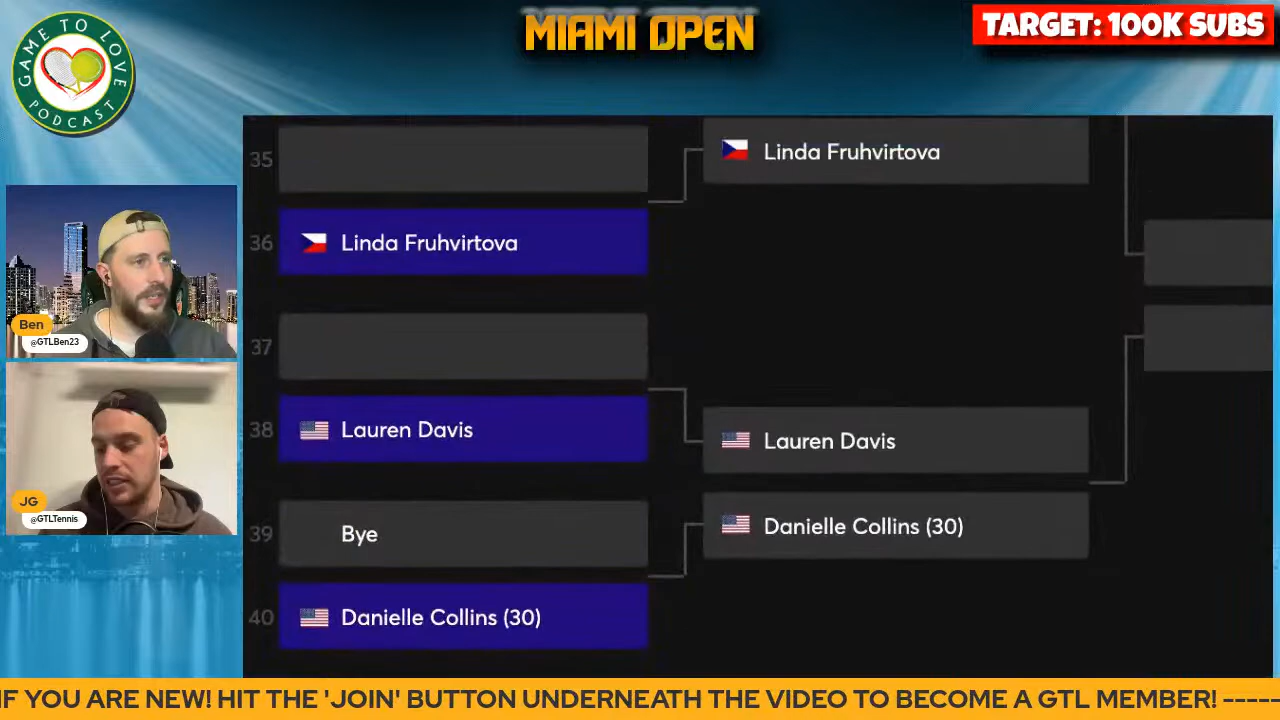 GAME TO LOVE PODCAST
MIAMI OPEN
TARGET: 100K SUBS
35
Linda Fruhvirtova
36
Linda Fruhvirtova
37
38
Lauren Davis
Lauren Davis
39
Bye
Danielle Collins (30)
40
Danielle Collins (30)
Ben
@GTLBen23
JG
@GTLTennis
IF YOU ARE NEW! HIT THE 'JOIN' BUTTON UNDERNEATH THE VIDEO TO BECOME A GTL MEMBER! -----